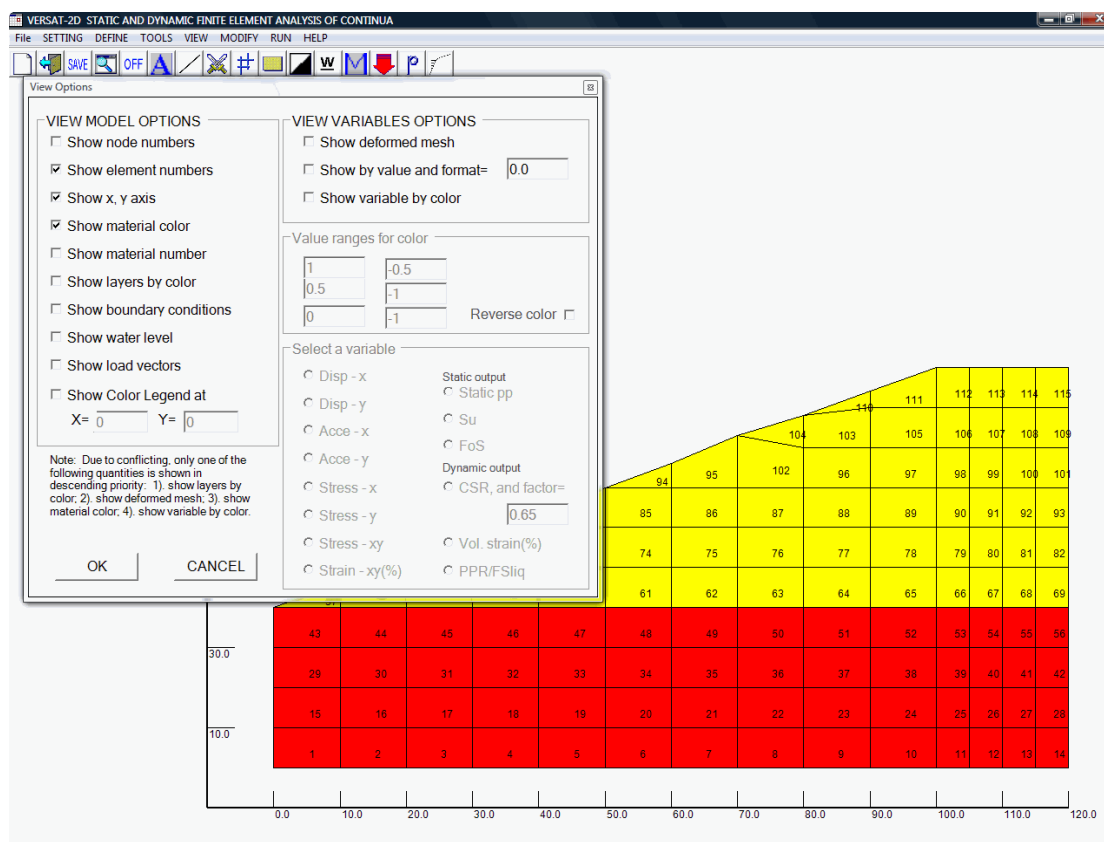 VERSAT-2D STATIC AND DYNAMIC FINITE ELEMENT ANALYSIS OF CONTINUA
File SETTING DEFINE TOOLS VIEW MODIFY RUN HELP
SAVE OFF A W P
View Options
VIEW MODEL OPTIONS
Show node numbers
Show element numbers
Show x, y axis
Show material color
Show material number
Show layers by color
Show boundary conditions
Show water level
Show load vectors
Show Color Legend at
X= 0 Y= 0
Note: Due to conflicting, only one of the
following quantities is shown in
descending priority: 1). show layers by
color; 2). show deformed mesh; 3). show
material color; 4). show variable by color.
OK CANCEL
VIEW VARIABLES OPTIONS
Show deformed mesh
Show by value and format= 0.0
Show variable by color
Value ranges for color
1 -0.5
0.5 -1
0 -1
Reverse color
Select a variable
Disp - x
Disp - y
Acce - x
Acce - y
Stress - x
Stress - y
Stress - xy
Strain - xy(%)
Static output
Static pp
Su
FoS
Dynamic output
CSR, and factor=
0.65
Vol. strain(%)
PPR/FSliq
110 111 112 113 114 115
104 103 105 106 107 108 109
94 95 102 96 97 98 99 100 101
85 86 87 88 89 90 91 92 93
74 75 76 77 78 79 80 81 82
61 62 63 64 65 66 67 68 69
43 44 45 46 47 48 49 50 51 52 53 54 55 56
30.0
29 30 31 32 33 34 35 36 37 38 39 40 41 42
15 16 17 18 19 20 21 22 23 24 25 26 27 28
10.0
1 2 3 4 5 6 7 8 9 10 11 12 13 14
0.0 10.0 20.0 30.0 40.0 50.0 60.0 70.0 80.0 90.0 100.0 110.0 120.0